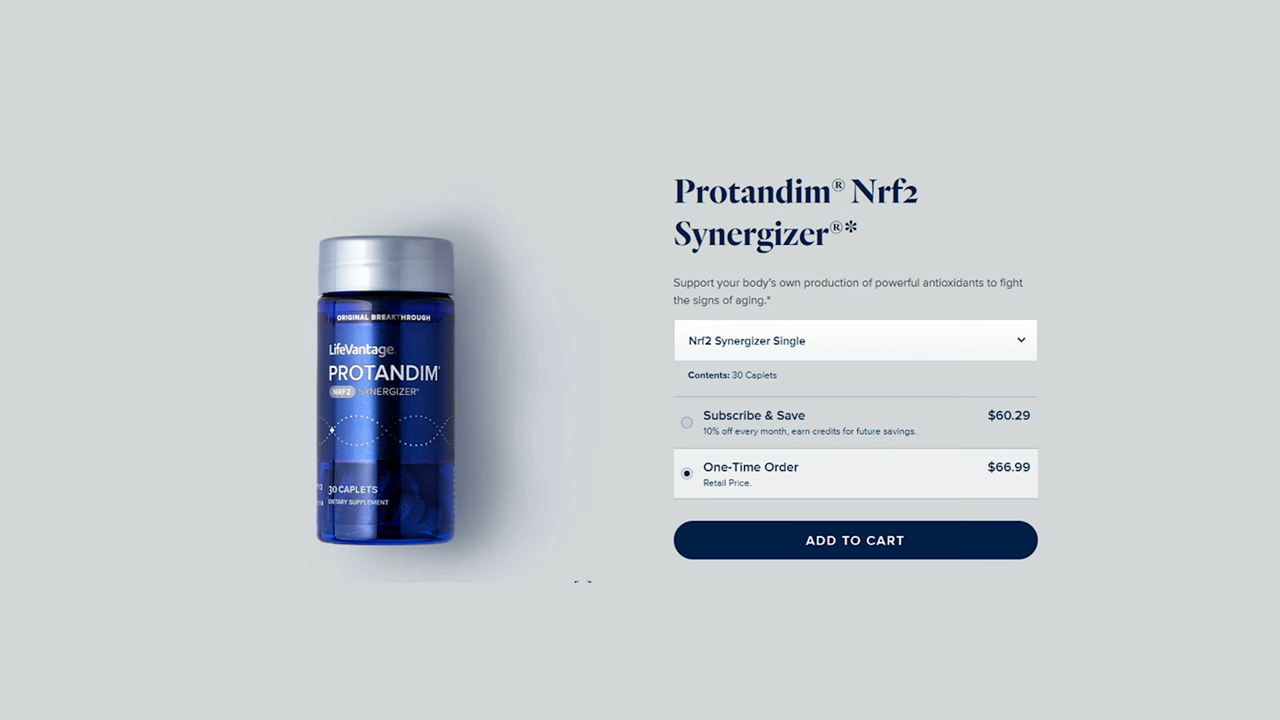 ORIGINAL BREAKTHROUGH
LifeVantage
PROTANDIM®
NRF2 SYNERGIZER®
30 CAPLETS
DIETARY SUPPLEMENT
Protandim® Nrf2
Synergizer®*
Support your body's own production of powerful antioxidants to fight
the signs of aging.*
Nrf2 Synergizer Single
Contents: 30 Caplets
Subscribe & Save $60.29
10% off every month, earn credits for future savings.
One-Time Order $66.99
Retail Price.
ADD TO CART